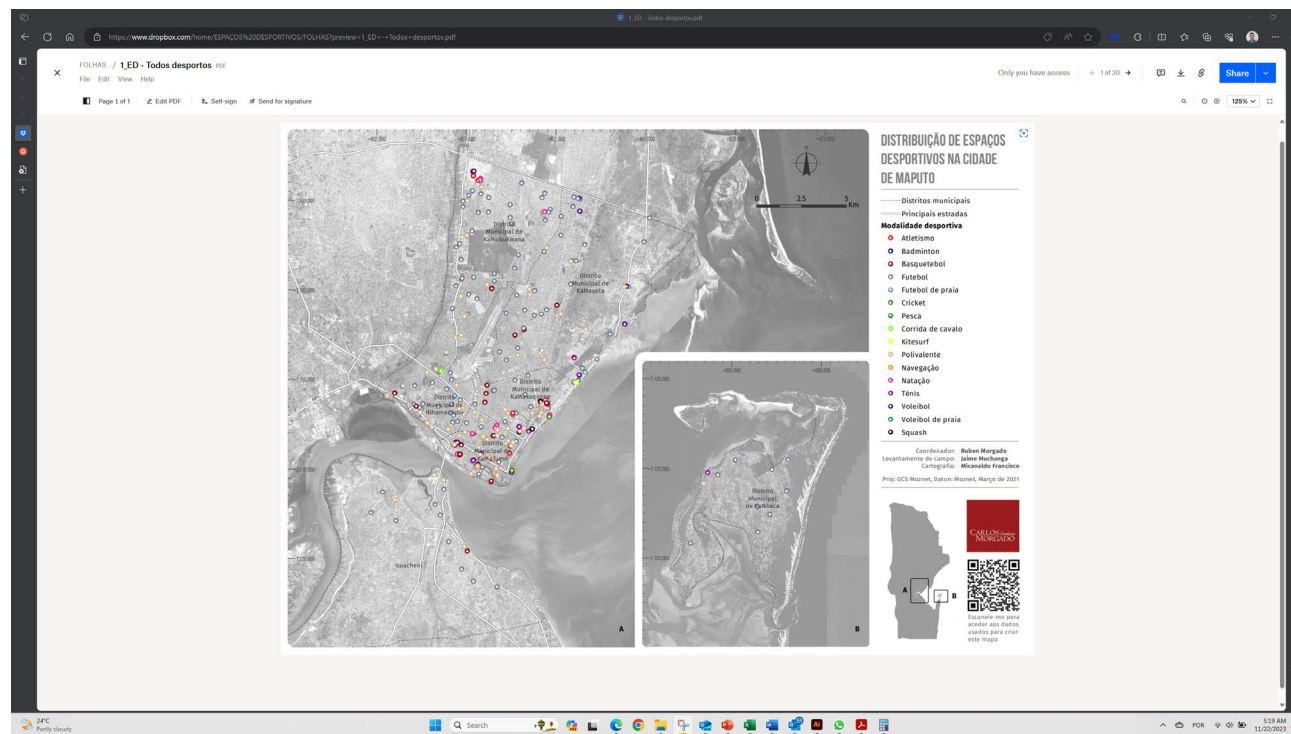 1_ED - Todos desportos.pdf
https://www.dropbox.com/home/ESPAÇOS%20DESPORTIVOS/FOLHAS?preview=1_ED+-+Todos+desportos.pdf
FOLHAS / 1_ED - Todos desportos PDF
File Edit View Help
Only you have access
1 of 20
Share
Page 1 of 1
Edit PDF
Self-sign
Send for signature
125%
DISTRIBUIÇÃO DE ESPAÇOS
DESPORTIVOS NA CIDADE
DE MAPUTO
Distritos municipais
Principais estradas
Modalidade desportiva
Atletismo
Badminton
Basquetebol
Futebol
Futebol de praia
Cricket
Pesca
Corrida de cavalo
Kitesurf
Polivalente
Navegação
Natação
Ténis
Voleibol
Voleibol de praia
Squash
Coordenador: Ruben Morgado
Levantamento de campo: Jaime Muchanga
Cartografia: Micanaldo Francisco
Proj: GCS Moznet, Datun: Moznet, Março de 2021
CARLOS
MORGADO
A
B
Escaneie-me para
aceder aos dados
usados para criar
este mapa
N
0 2.5 5
Km
Distrito
Municipal de
KaMubukwana
Distrito
Municipal de
KaMavota
Distrito
Municipal de
Distrito
Municipal de
Distrito
Municipal de
Guachene
A
Distrito
Municipal
de KaNhaca
B
24°C
Partly cloudy
Search
POR
5:19 AM
11/22/2023